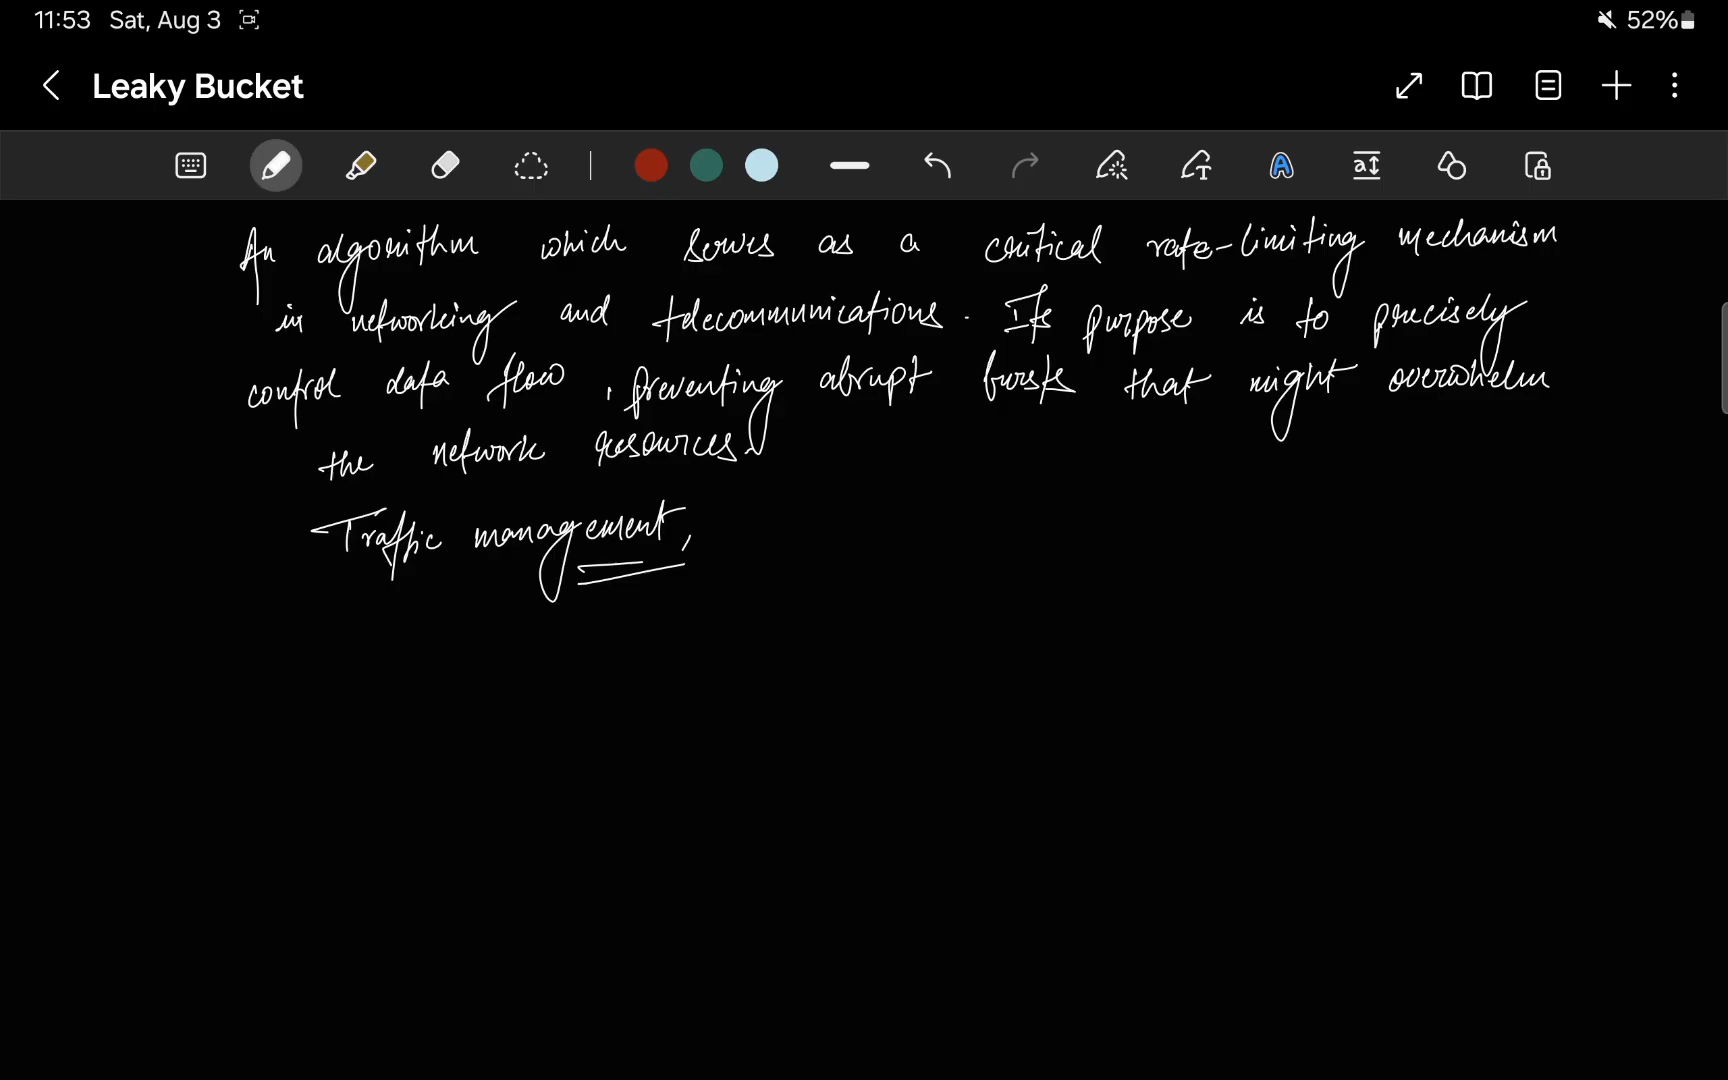 11:53 Sat, Aug 3 52%
Leaky Bucket
An algorithm which serves as a critical rate-limiting mechanism
in networking and telecommunications. Its purpose is to precisely
control data flow, preventing abrupt bursts that might overwhelm
the network resources.
Traffic management,